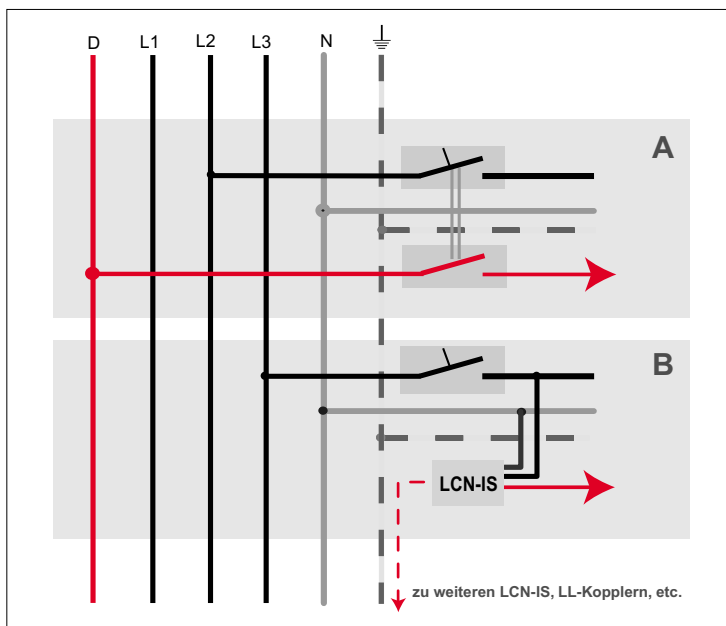 D L1 L2 L3 N
A
B
LCN-IS
zu weiteren LCN-IS, LL-Kopplern, etc.